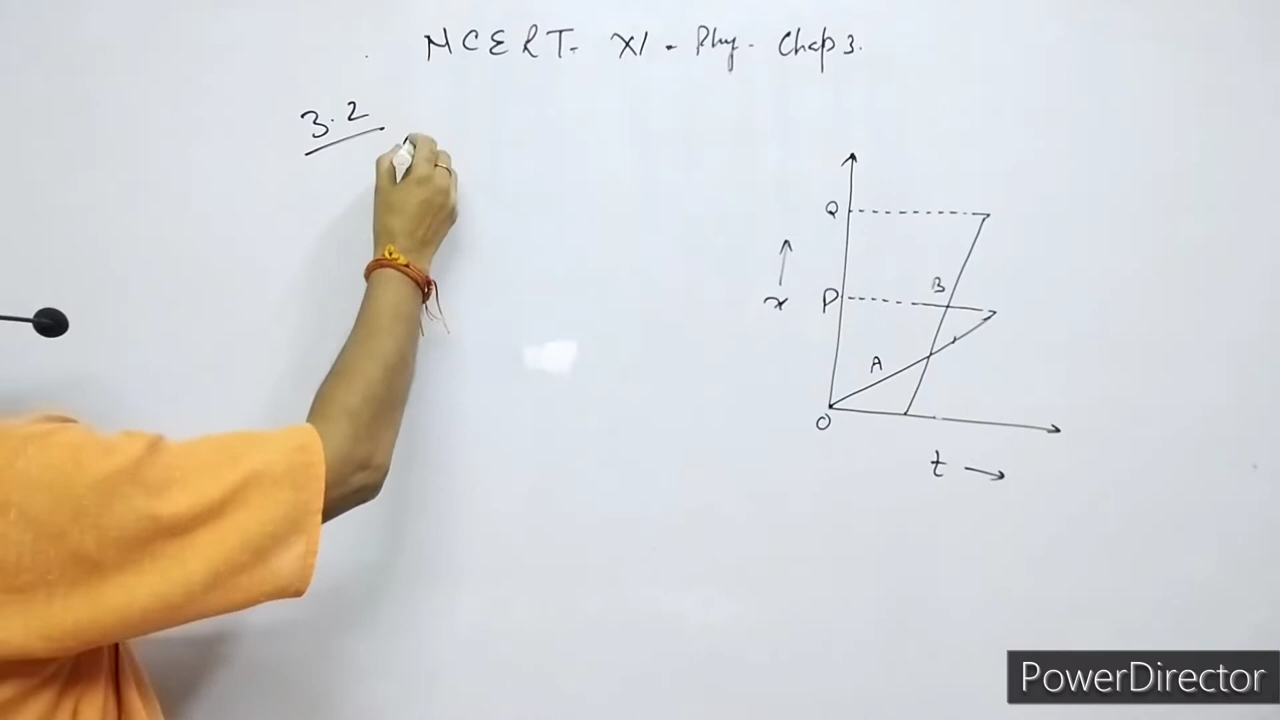 NCERT- XI - Phy - Chap 3.
3.2
Q
B
x
P
A
O
t
PowerDirector